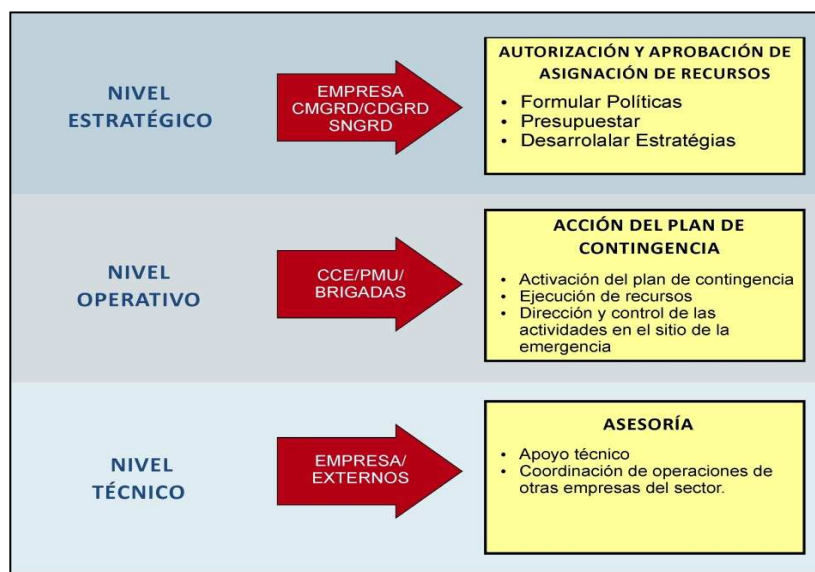 NIVEL
ESTRATÉGICO
EMPRESA
CMGRD/CDGRD
SNGRD
AUTORIZACIÓN Y APROBACIÓN DE
ASIGNACIÓN DE RECURSOS
• Formular Políticas
• Presupuestar
• Desarrolalar Estratégias
NIVEL
OPERATIVO
CCE/PMU/
BRIGADAS
ACCIÓN DEL PLAN DE
CONTINGENCIA
• Activación del plan de contingencia
• Ejecución de recursos
• Dirección y control de las
actividades en el sitio de la
emergencia
NIVEL
TÉCNICO
EMPRESA/
EXTERNOS
ASESORÍA
• Apoyo técnico
• Coordinación de operaciones de
otras empresas del sector.